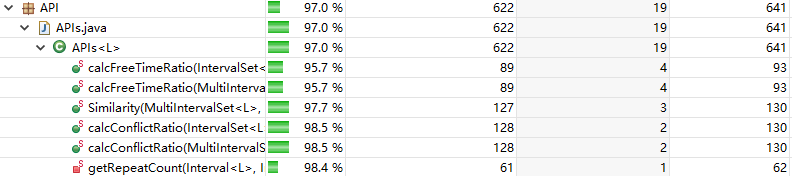 API 97.0 % 622 19 641
APIs.java 97.0 % 622 19 641
APIs<L> 97.0 % 622 19 641
calcFreeTimeRatio(IntervalSet< 95.7 % 89 4 93
calcFreeTimeRatio(MultiInterva 95.7 % 89 4 93
Similarity(MultiIntervalSet<L>, 97.7 % 127 3 130
calcConflictRatio(IntervalSet<L 98.5 % 128 2 130
calcConflictRatio(MultiIntervalS 98.5 % 128 2 130
getRepeatCount(Interval<L>, I 98.4 % 61 1 62